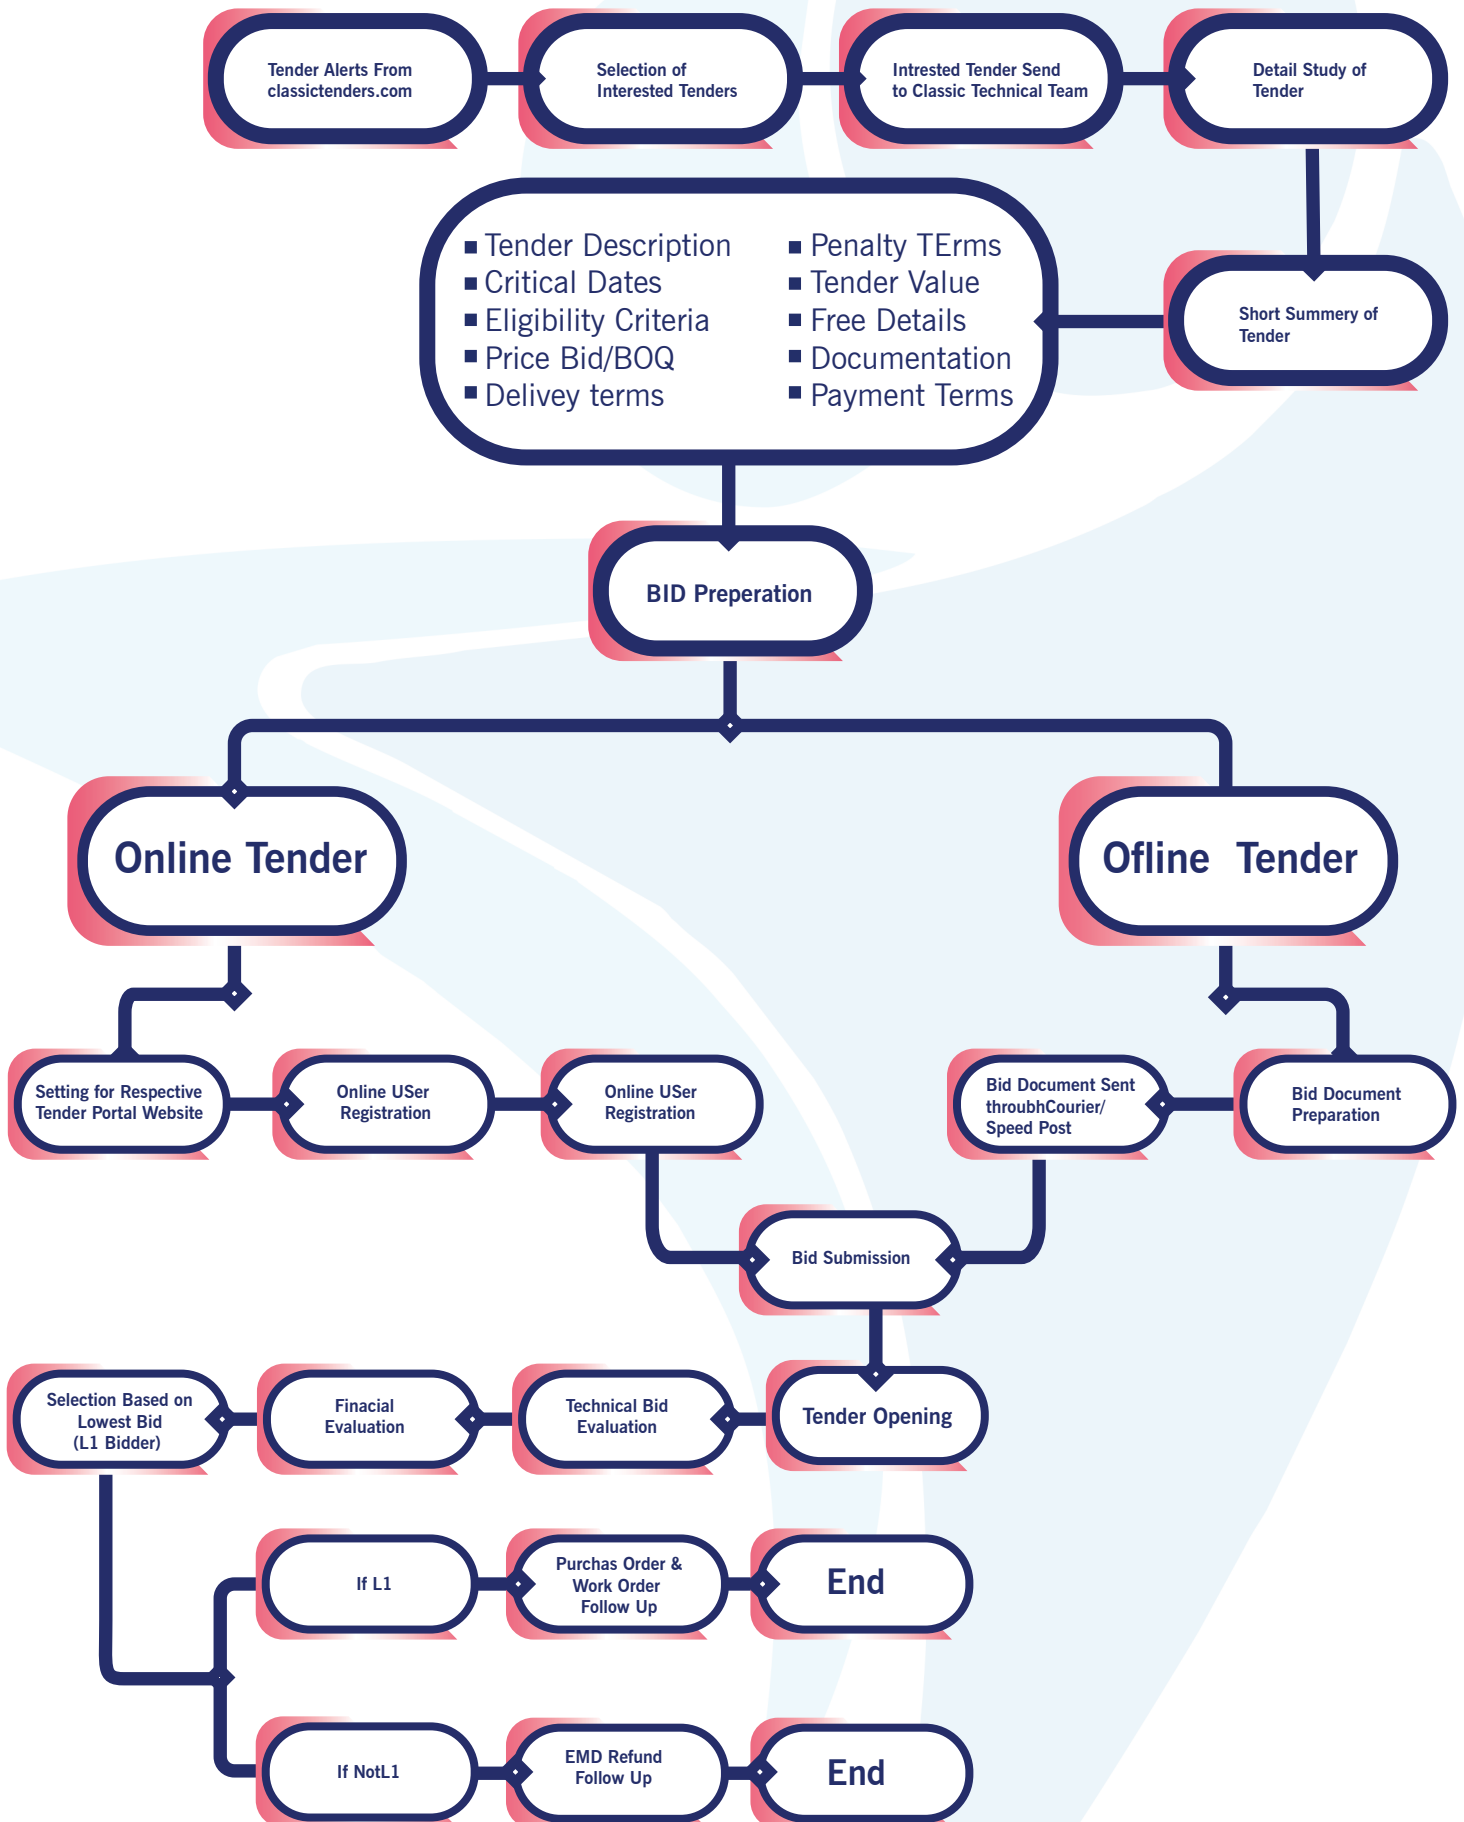 Tender Alerts From
classictenders.com
Selection of
Interested Tenders
Intrested Tender Send
to Classic Technical Team
Detail Study of
Tender
Short Summery of
Tender
Tender Description
Critical Dates
Eligibility Criteria
Price Bid/BOQ
Delivey terms
Penalty TErms
Tender Value
Free Details
Documentation
Payment Terms
BID Preperation
Online Tender
Ofline Tender
Setting for Respective
Tender Portal Website
Online USer
Registration
Online USer
Registration
Bid Document Sent
throubhCourier/
Speed Post
Bid Document
Preparation
Bid Submission
Selection Based on
Lowest Bid
(L1 Bidder)
Finacial
Evaluation
Technical Bid
Evaluation
Tender Opening
If L1
Purchas Order &
Work Order
Follow Up
End
If NotL1
EMD Refund
Follow Up
End